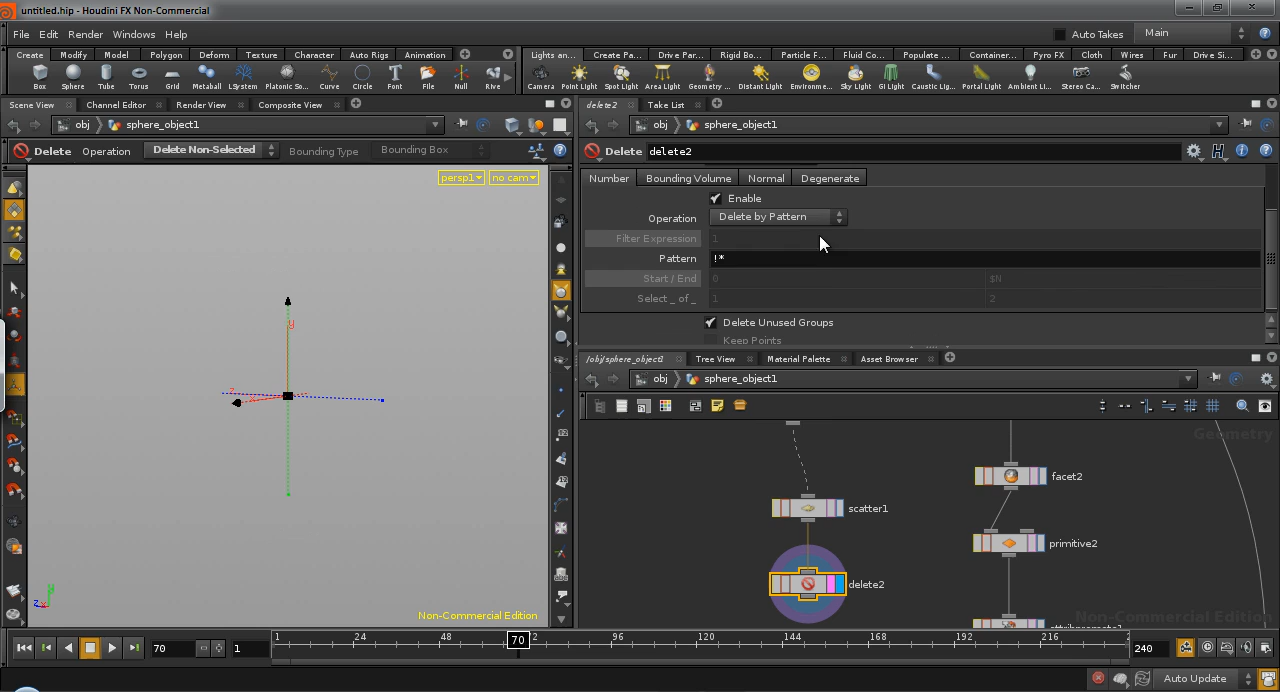 untitled.hip - Houdini FX Non-Commercial
File Edit Render Windows Help
Auto Takes Main
Create Modify Model Polygon Deform Texture Character Auto Rigs Animation
Lights an... Create Pa... Drive Par... Rigid Bo... Particle F... Fluid Co... Populate ... Container... Pyro FX Cloth Wires Fur Drive Si...
Box Sphere Tube Torus Grid Metaball LSystem Platonic So... Curve Circle Font File Null Rive
Camera Point Light Spot Light Area Light Geometry ... Distant Light Environme... Sky Light GI Light Caustic Lig... Portal Light Ambient Li... Stereo Ca... Switcher
Scene View Channel Editor Render View Composite View
delete2 Take List
obj sphere_object1
obj sphere_object1
Delete Operation Delete Non-Selected Bounding Type Bounding Box
Delete delete2
persp1 no cam
Number Bounding Volume Normal Degenerate
Enable
Operation Delete by Pattern
Filter Expression 1
Pattern !*
Start / End 0 $N
Select _ of _ 1 2
Delete Unused Groups
Keep Points
y
z
x
/obj/sphere_object1 Tree View Material Palette Asset Browser
obj sphere_object1
Geometry
facet2
scatter1
primitive2
delete2
Non-Commercial Edition
Non-Commercial Edition
70 1
1 24 48 70 2 96 120 144 168 192 216 2
240
Auto Update